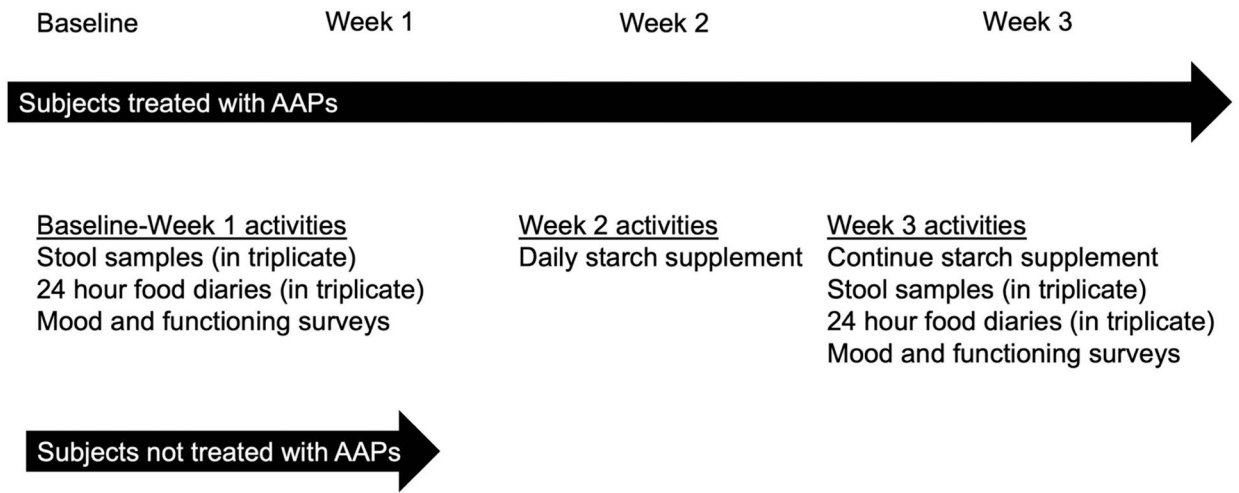 Baseline Week 1 Week 2 Week 3
Subjects treated with AAPs
Baseline-Week 1 activities
Stool samples (in triplicate)
24 hour food diaries (in triplicate)
Mood and functioning surveys
Week 2 activities
Daily starch supplement
Week 3 activities
Continue starch supplement
Stool samples (in triplicate)
24 hour food diaries (in triplicate)
Mood and functioning surveys
Subjects not treated with AAPs